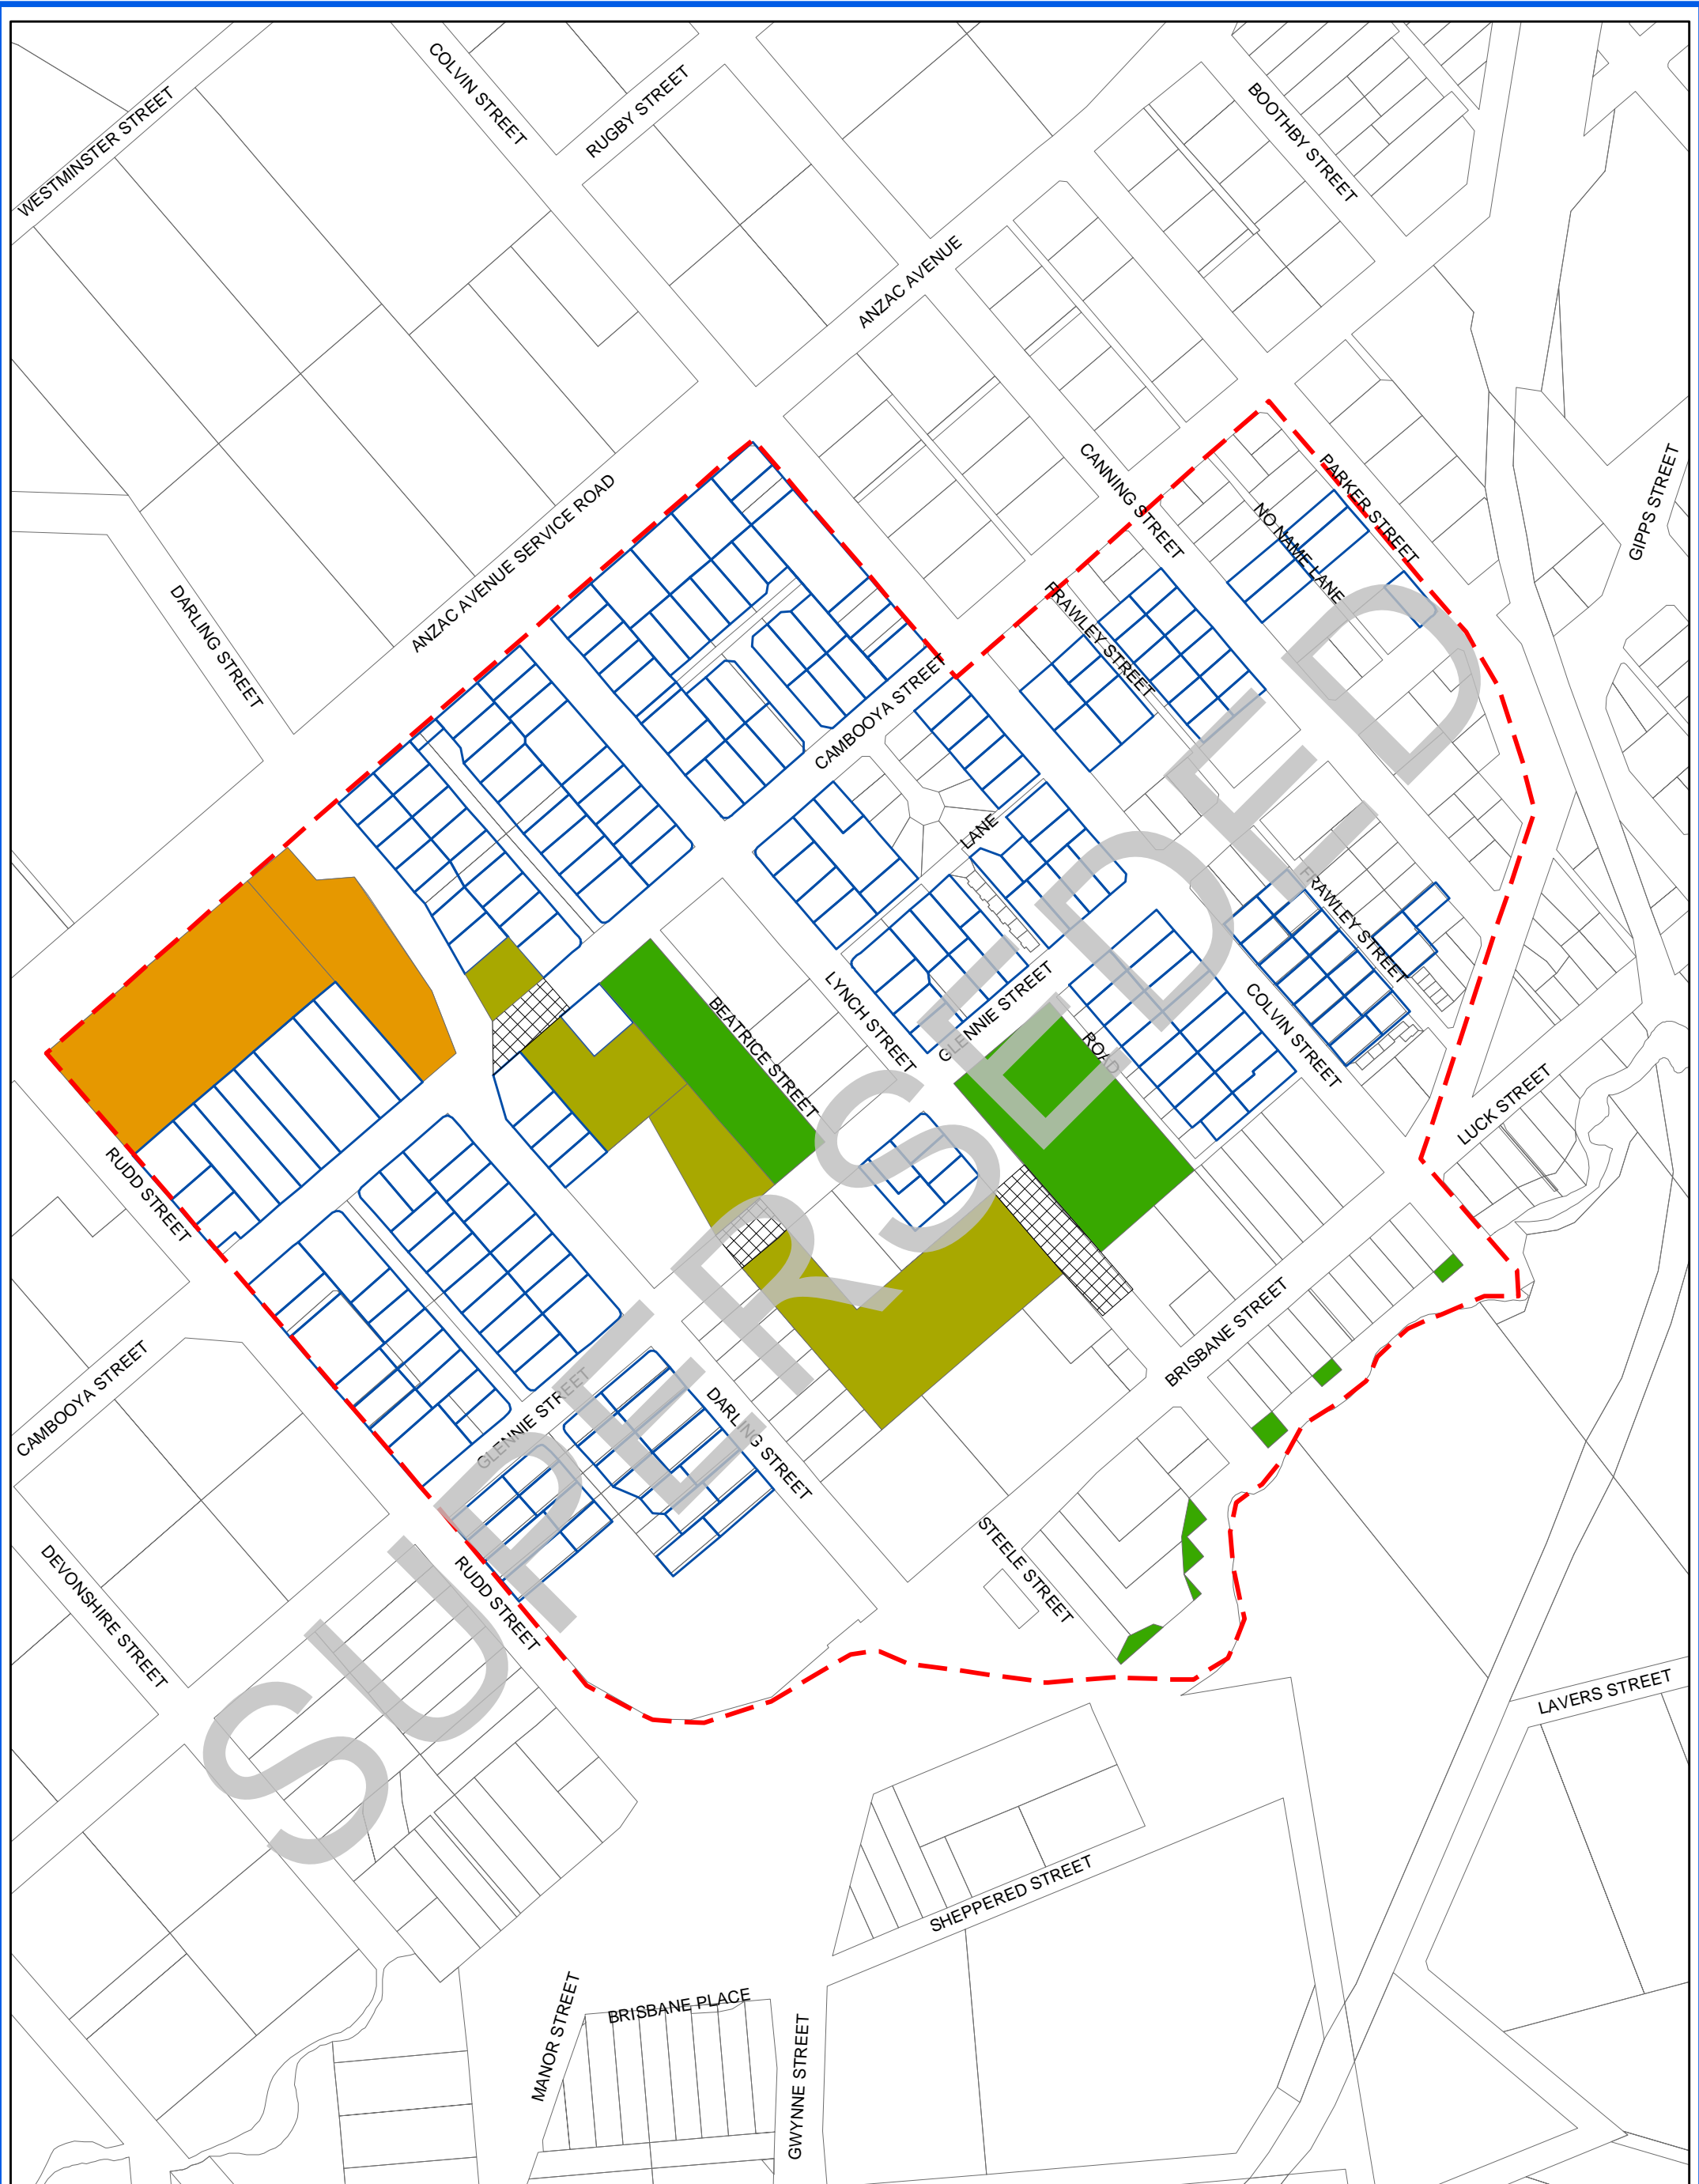 COLVIN STREET
RUGBY STREET
WESTMINSTER STREET
BOOTHBY STREET
ANZAC AVENUE
CANNING STREET
PARKER STREET
GIPPS STREET
NO NAME LANE
ANZAC AVENUE SERVICE ROAD
DARLING STREET
FRAWLEY STREET
CAMBOOYA STREET
LANE
FRAWLEY STREET
LYNCH STREET
BEATRICE STREET
GLENNIE STREET
ROAD
COLVIN STREET
LUCK STREET
RUDD STREET
BRISBANE STREET
CAMBOOYA STREET
GLENNIE STREET
DARLING STREET
STEELE STREET
DEVONSHIRE STREET
RUDD STREET
LAVERS STREET
SHEPPERED STREET
MANOR STREET
BRISBANE PLACE
GWYNNE STREET
SUPERSEDED